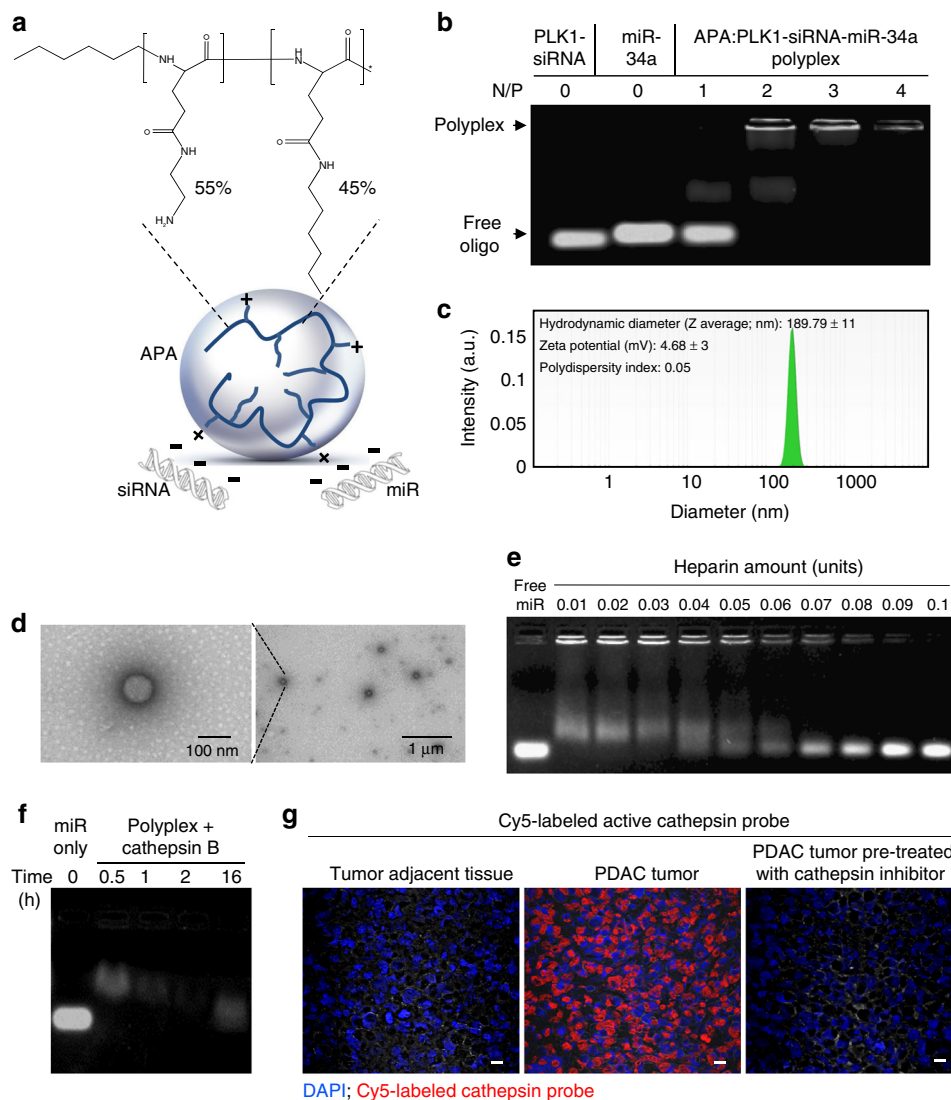 a
N
H
O
NH
O
*
O
NH
H₂N
55%
O
NH
45%
APA
+
+
+
+
siRNA
miR
b
PLK1-
siRNA
miR-
34a
APA:PLK1-siRNA-miR-34a
polyplex
N/P
0
0
1
2
3
4
Polyplex
Free
oligo
c
Hydrodynamic diameter (Z average; nm): 189.79 ± 11
Zeta potential (mV): 4.68 ± 3
Polydispersity index: 0.05
Intensity (a.u.)
0.15
0.1
0.05
0
1
10
100
1000
Diameter (nm)
d
100 nm
1 μm
e
Heparin amount (units)
Free
miR
0.01 0.02 0.03 0.04 0.05 0.06 0.07 0.08 0.09 0.1
f
miR
only
Polyplex +
cathepsin B
Time
(h)
0
0.5 1 2 16
g
Cy5-labeled active cathepsin probe
Tumor adjacent tissue
PDAC tumor
PDAC tumor pre-treated
with cathepsin inhibitor
DAPI; Cy5-labeled cathepsin probe